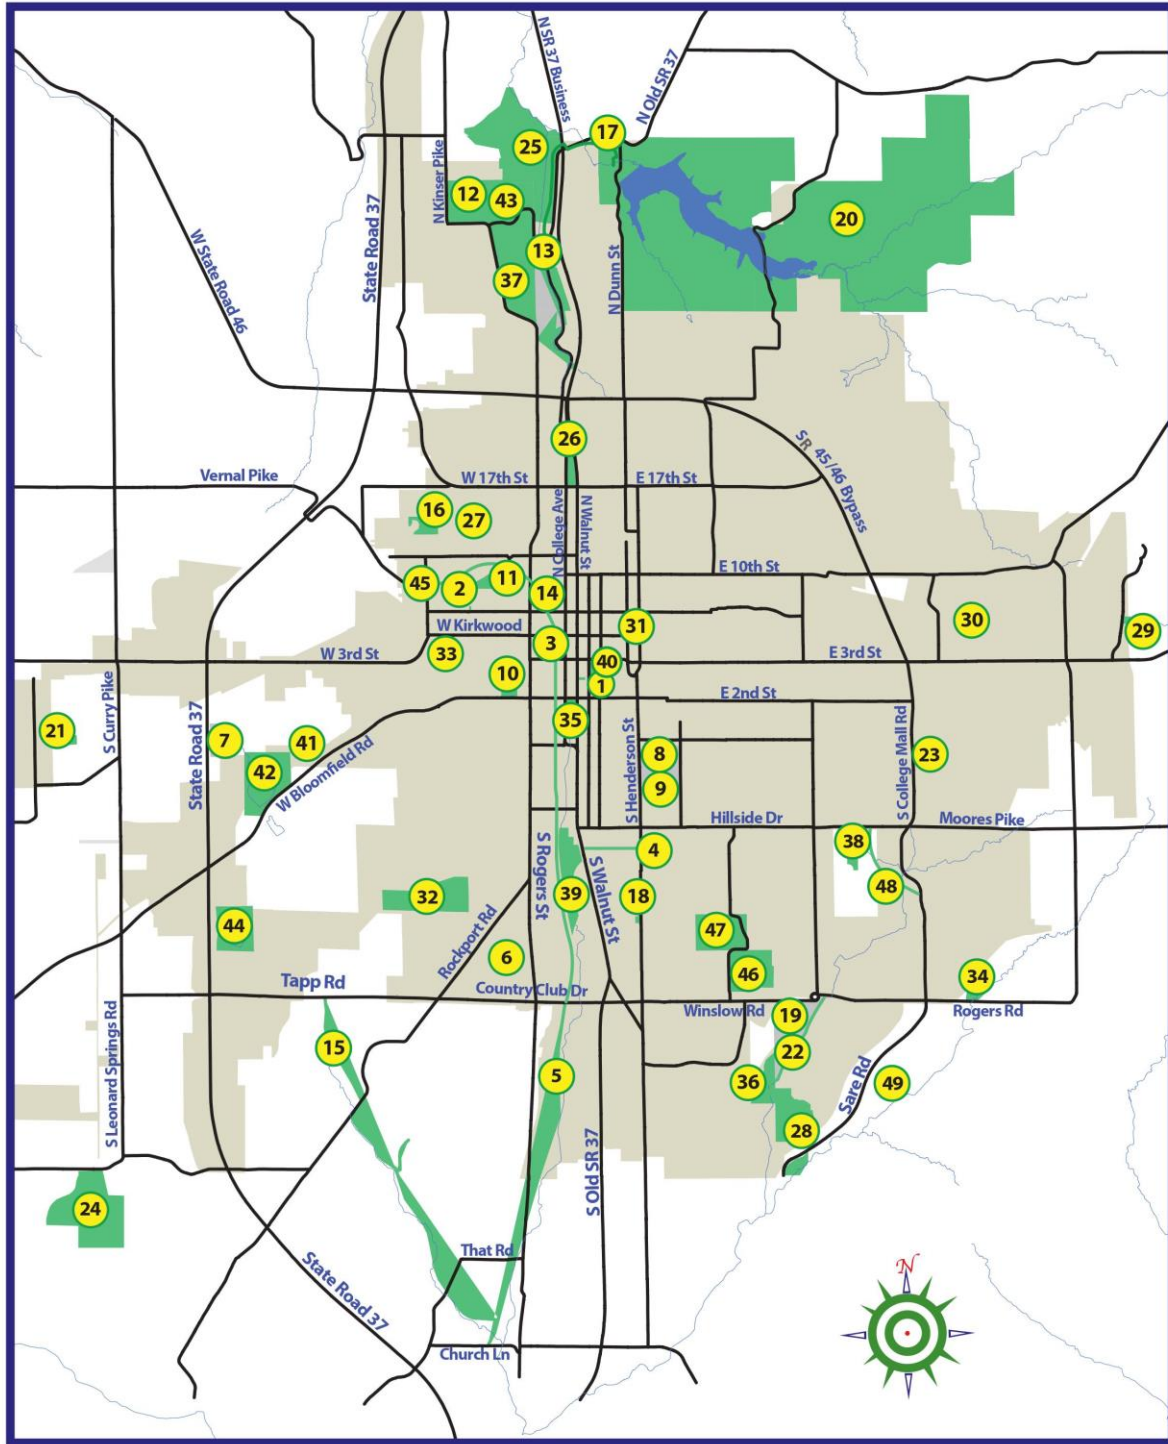 N SR 37 Business
N Old SR 37
17
25
N Kinser Pike
12
43
20
State Road 37
W State Road 46
13
37
N Dunn St
26
SR 45/46 Bypass
Vernal Pike
W 17th St
E 17th St
16
27
N College Ave
N Walnut St
E 10th St
45
2
11
14
W Kirkwood
31
30
29
3
W 3rd St
33
40
E 3rd St
10
1
E 2nd St
S Curry Pike
21
State Road 37
7
41
42
W Bloomfield Rd
35
S Henderson St
8
9
S College Mall Rd
23
Hillside Dr
Moores Pike
4
38
S Rogers St
S Walnut St
48
32
39
18
44
47
Rockport Rd
6
46
34
Tapp Rd
Country Club Dr
Winslow Rd
Rogers Rd
19
S Leonard Springs Rd
15
22
5
36
Sare Rd
49
28
S Old SR 37
24
That Rd
State Road 37
Church Ln
N